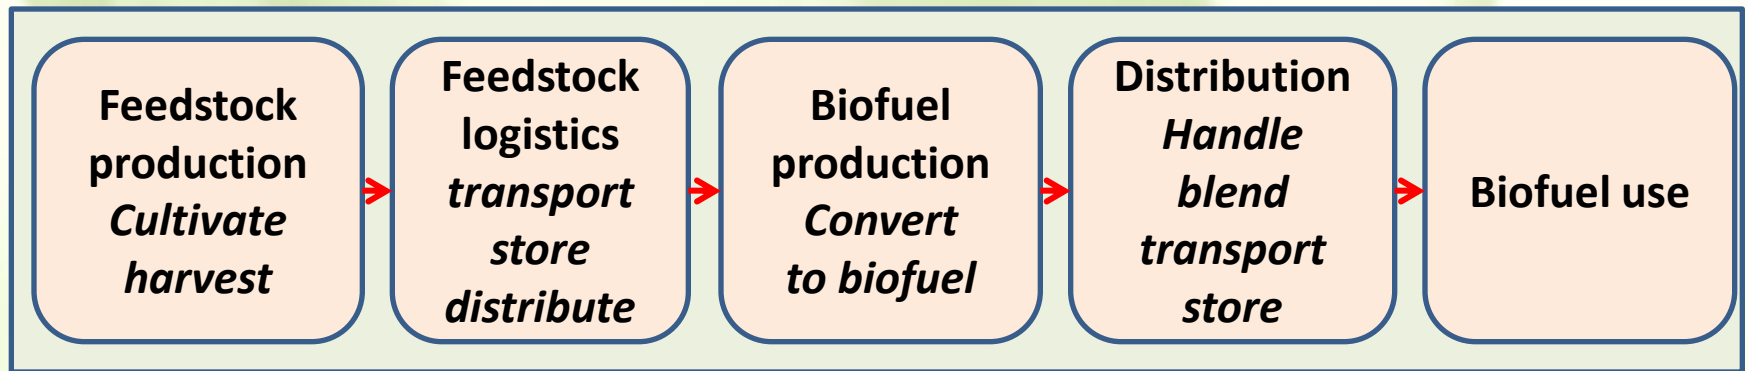 Feedstock
production
Cultivate
harvest
Feedstock
logistics
transport
store
distribute
Biofuel
production
Convert
to biofuel
Distribution
Handle
blend
transport
store
Biofuel use